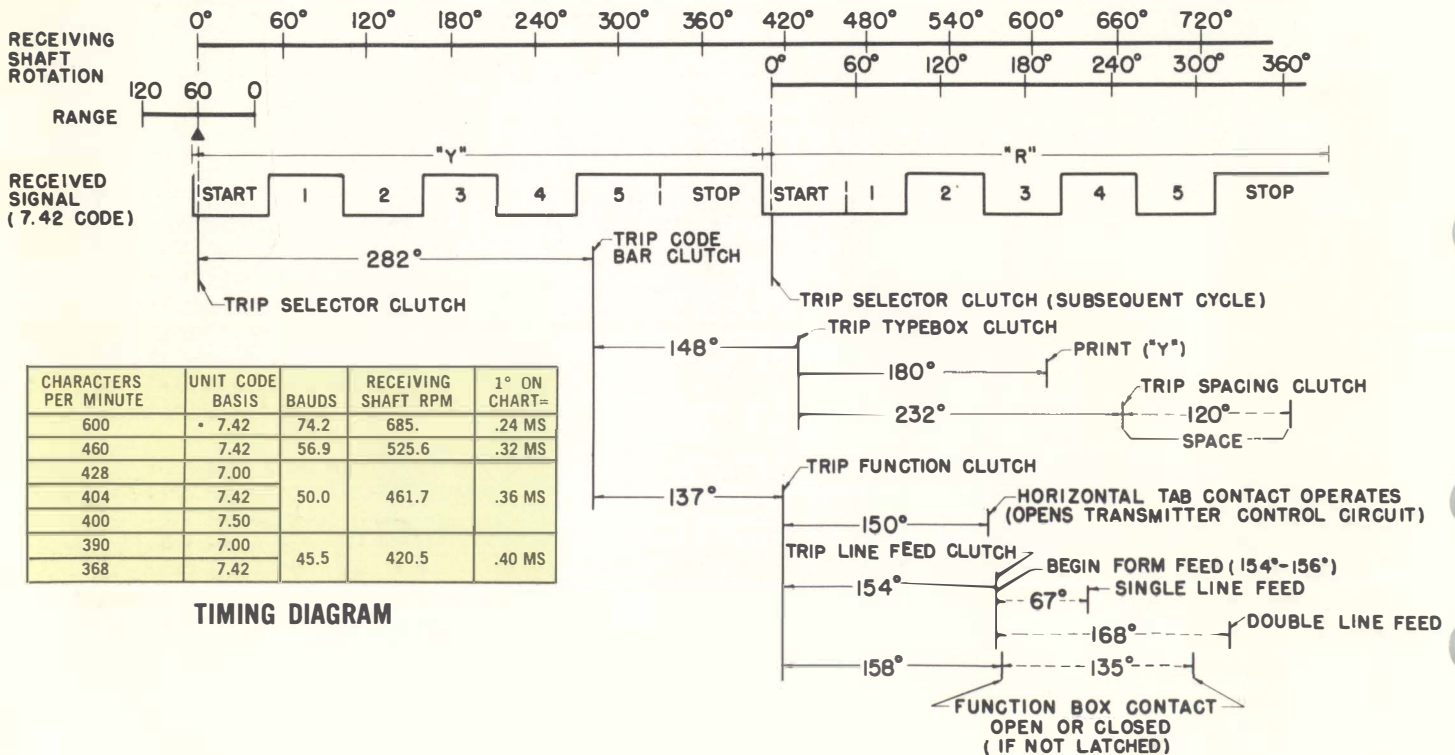 0° 60° 120° 180° 240° 300° 360° 420° 480° 540° 600° 660° 720°
RECEIVING
SHAFT
ROTATION
0° 60° 120° 180° 240° 300° 360°
120 60 0
RANGE
"Y" "R"
RECEIVED
SIGNAL
(7.42 CODE)
START 1 2 3 4 5 STOP START 1 2 3 4 5 STOP
282°
TRIP CODE
BAR CLUTCH
TRIP SELECTOR CLUTCH
TRIP SELECTOR CLUTCH (SUBSEQUENT CYCLE)
TRIP TYPEBOX CLUTCH
148°
PRINT ("Y")
180°
TRIP SPACING CLUTCH
232° 120°
SPACE
CHARACTERS
PER MINUTE
UNIT CODE
BASIS
BAUDS
RECEIVING
SHAFT RPM
1° ON
CHART=
600 7.42 74.2 685. .24 MS
460 7.42 56.9 525.6 .32 MS
428 7.00
404 7.42 50.0 461.7 .36 MS
400 7.50
390 7.00
45.5 420.5 .40 MS
368 7.42
TIMING DIAGRAM
TRIP FUNCTION CLUTCH
137°
150°
HORIZONTAL TAB CONTACT OPERATES
(OPENS TRANSMITTER CONTROL CIRCUIT)
TRIP LINE FEED CLUTCH
BEGIN FORM FEED (154°-156°)
154°
67° SINGLE LINE FEED
168° DOUBLE LINE FEED
158° 135°
FUNCTION BOX CONTACT
OPEN OR CLOSED
(IF NOT LATCHED)